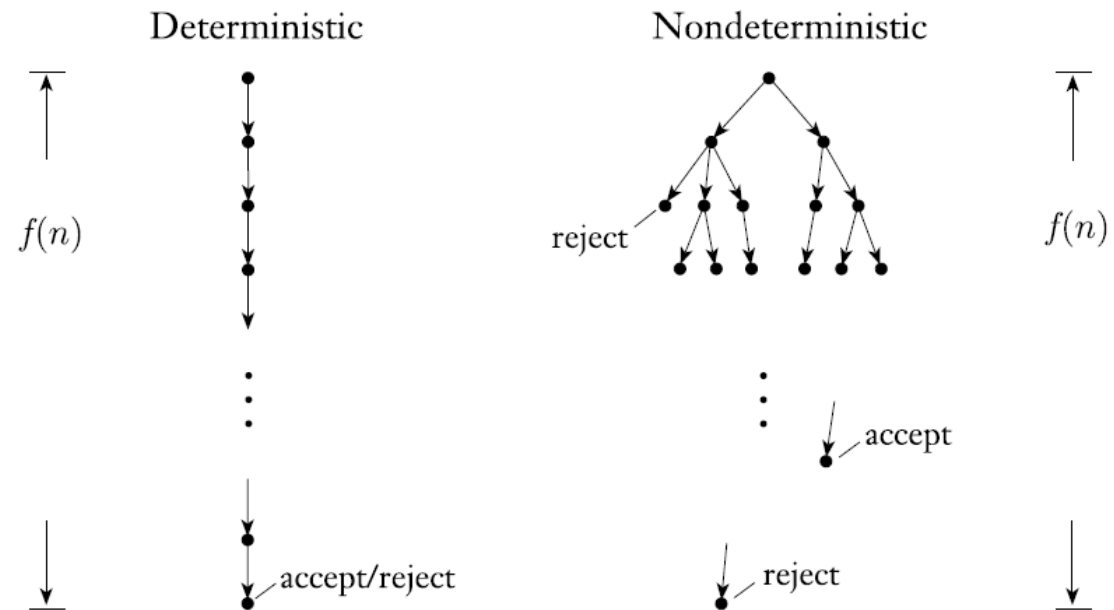 Deterministic
Nondeterministic
f(n)
reject
f(n)
accept
accept/reject
reject